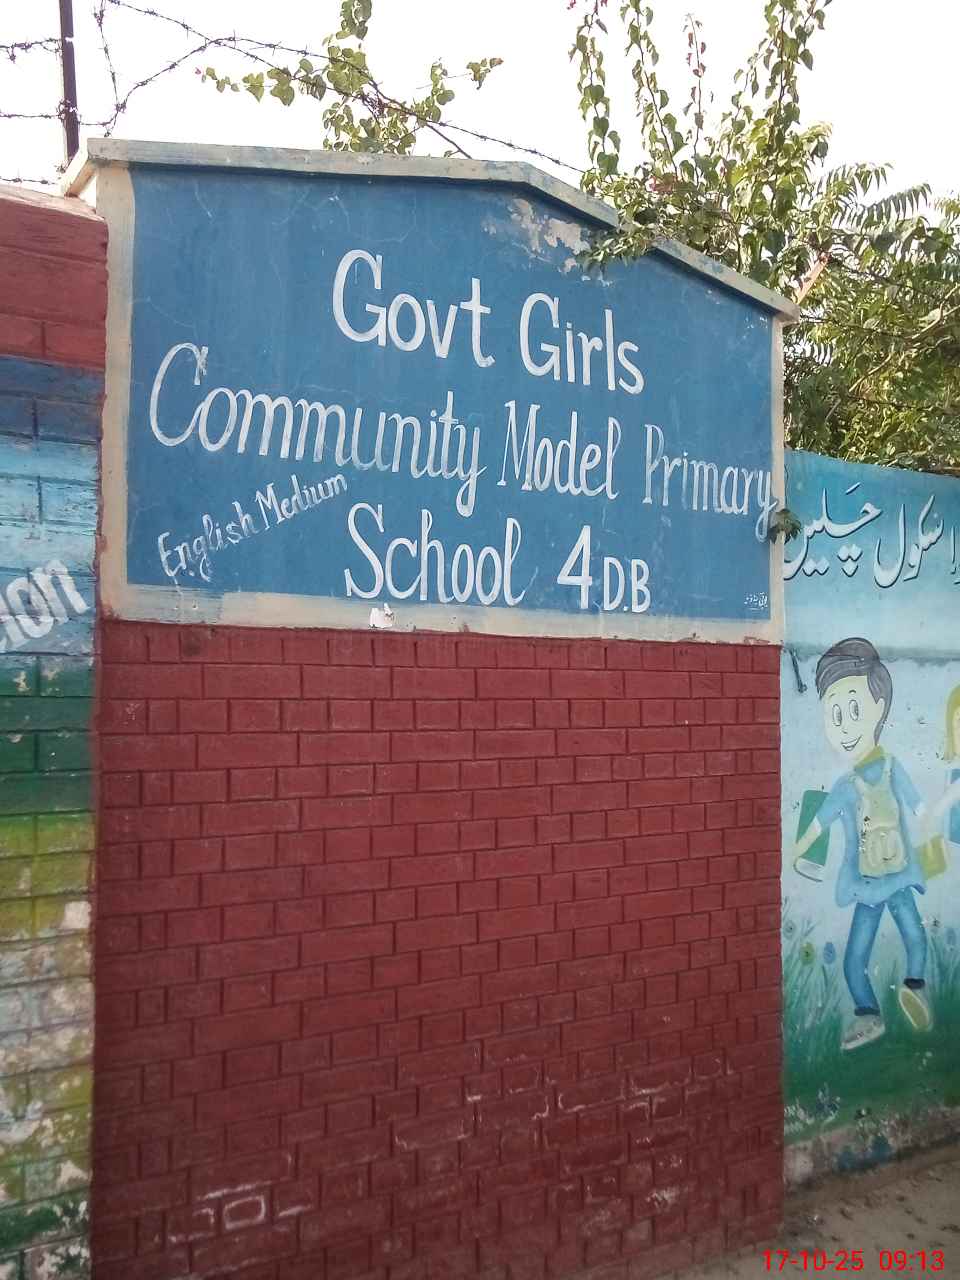 Govt Girls
Community Model Primary
English Medium
School 4 D.B
اسکول چلیں
17-10-25 09:13